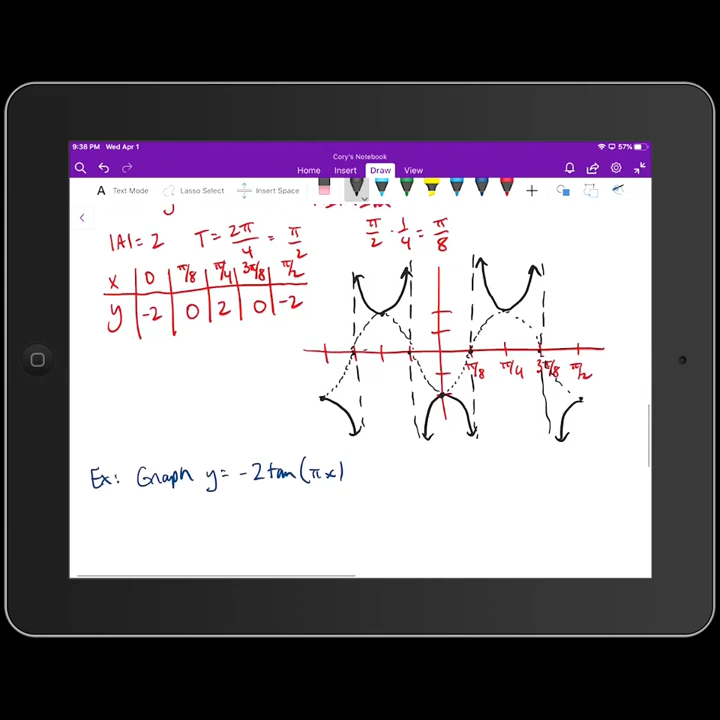 9:38 PM Wed Apr 1
57%
Cory's Notebook
Home Insert Draw View
A Text Mode Lasso Select Insert Space
|A| = 2 T = 2π/4 = π/2 π/2 · 1/4 = π/8
x 0 π/8 π/4 3π/8 π/2
y -2 0 2 0 -2
π/8 π/4 3π/8 π/2
Ex: Graph y = -2tan(πx)